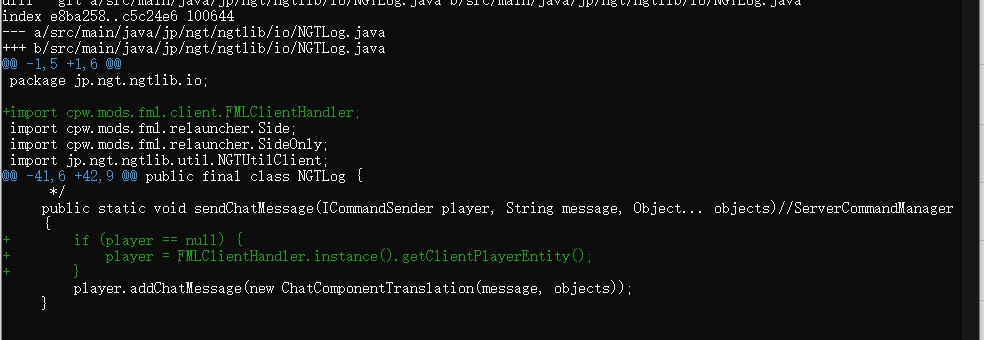 git a/src/main/java/jp/ngt/ngtlib/io/NGTLog.java b/src/main/java/jp/ngt/ngtlib/io/NGTLog.java
index e8ba258..c5c24e6 100644
--- a/src/main/java/jp/ngt/ngtlib/io/NGTLog.java
+++ b/src/main/java/jp/ngt/ngtlib/io/NGTLog.java
@@ -1,5 +1,6 @@
 package jp.ngt.ngtlib.io;

+import cpw.mods.fml.client.FMLClientHandler;
 import cpw.mods.fml.relauncher.Side;
 import cpw.mods.fml.relauncher.SideOnly;
 import jp.ngt.ngtlib.util.NGTUtilClient;
@@ -41,6 +42,9 @@ public final class NGTLog {
      */
     public static void sendChatMessage(ICommandSender player, String message, Object... objects)//ServerCommandManager
     {
+        if (player == null) {
+            player = FMLClientHandler.instance().getClientPlayerEntity();
+        }
         player.addChatMessage(new ChatComponentTranslation(message, objects));
     }